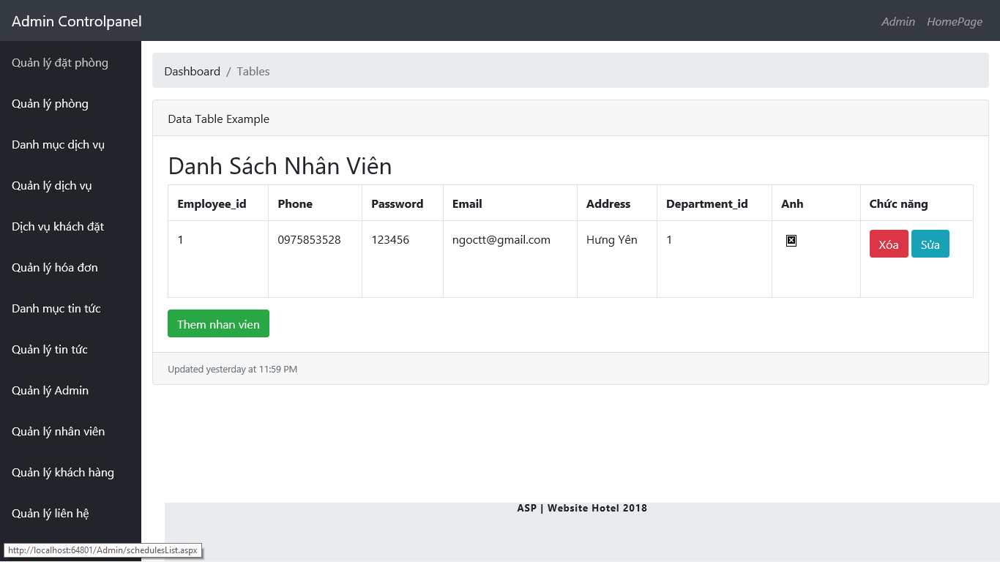 Admin Controlpanel
Admin HomePage
Quản lý đặt phòng
Quản lý phòng
Danh mục dịch vụ
Quản lý dịch vụ
Dịch vụ khách đặt
Quản lý hóa đơn
Danh mục tin tức
Quản lý tin tức
Quản lý Admin
Quản lý nhân viên
Quản lý khách hàng
Quản lý liên hệ
Dashboard / Tables
Data Table Example
Danh Sách Nhân Viên
Employee_id Phone Password Email Address Department_id Anh Chức năng
1 0975853528 123456 ngoctt@gmail.com Hưng Yên 1 Xóa Sửa
Them nhan vien
Updated yesterday at 11:59 PM
ASP | Website Hotel 2018
http://localhost:64801/Admin/schedulesList.aspx